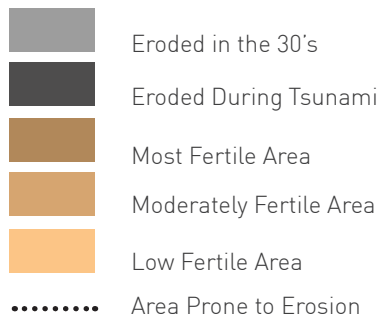 Eroded in the 30's
Eroded During Tsunami
Most Fertile Area
Moderately Fertile Area
Low Fertile Area
Area Prone to Erosion